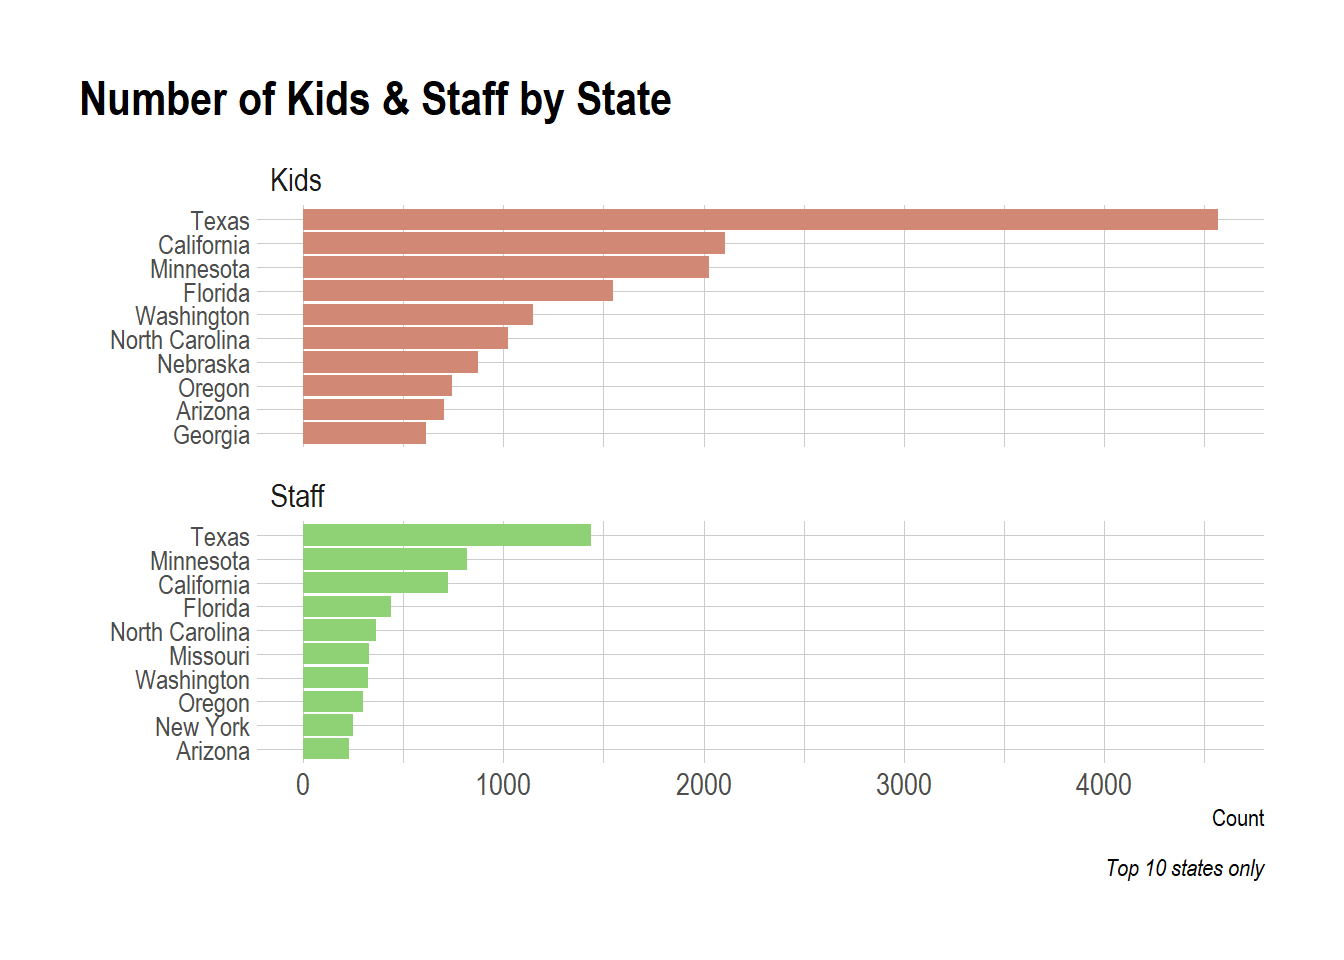 Number of Kids & Staff by State
Kids
Texas
California
Minnesota
Florida
Washington
North Carolina
Nebraska
Oregon
Arizona
Georgia
Staff
Texas
Minnesota
California
Florida
North Carolina
Missouri
Washington
Oregon
New York
Arizona
0 1000 2000 3000 4000
Count
Top 10 states only